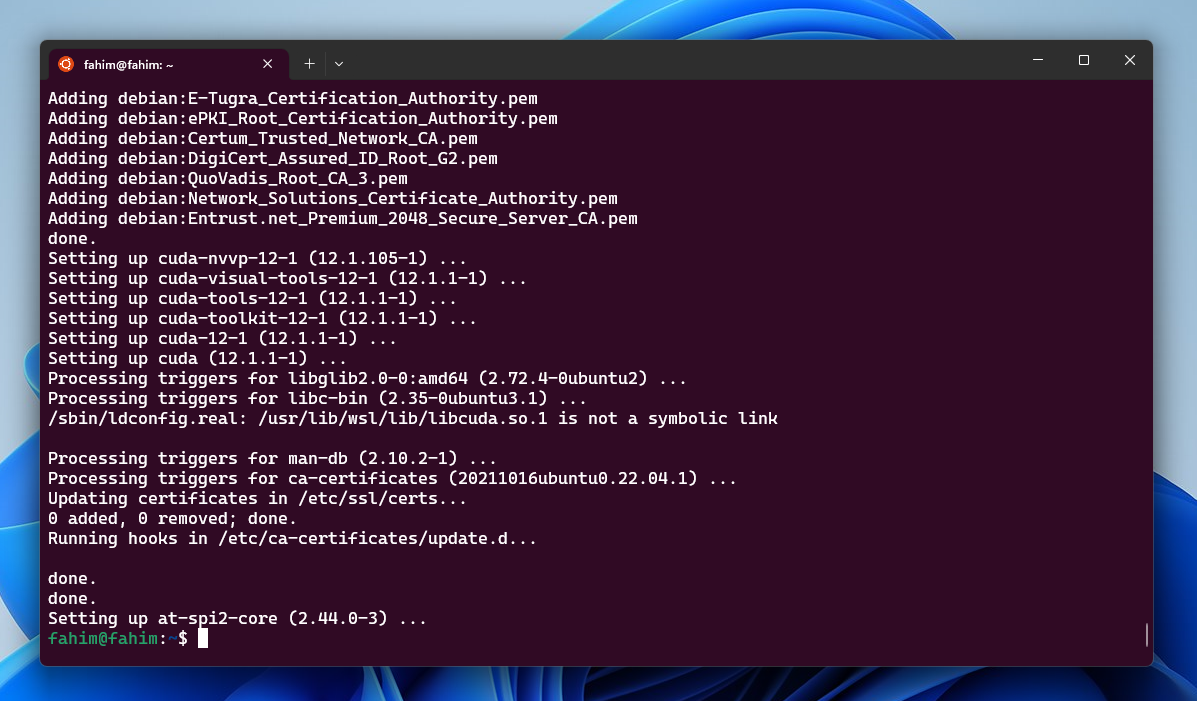 fahim@fahim: ~
Adding debian:E-Tugra_Certification_Authority.pem
Adding debian:ePKI_Root_Certification_Authority.pem
Adding debian:Certum_Trusted_Network_CA.pem
Adding debian:DigiCert_Assured_ID_Root_G2.pem
Adding debian:QuoVadis_Root_CA_3.pem
Adding debian:Network_Solutions_Certificate_Authority.pem
Adding debian:Entrust.net_Premium_2048_Secure_Server_CA.pem
done.
Setting up cuda-nvvp-12-1 (12.1.105-1) ...
Setting up cuda-visual-tools-12-1 (12.1.1-1) ...
Setting up cuda-tools-12-1 (12.1.1-1) ...
Setting up cuda-toolkit-12-1 (12.1.1-1) ...
Setting up cuda-12-1 (12.1.1-1) ...
Setting up cuda (12.1.1-1) ...
Processing triggers for libglib2.0-0:amd64 (2.72.4-0ubuntu2) ...
Processing triggers for libc-bin (2.35-0ubuntu3.1) ...
/sbin/ldconfig.real: /usr/lib/wsl/lib/libcuda.so.1 is not a symbolic link
Processing triggers for man-db (2.10.2-1) ...
Processing triggers for ca-certificates (20211016ubuntu0.22.04.1) ...
Updating certificates in /etc/ssl/certs...
0 added, 0 removed; done.
Running hooks in /etc/ca-certificates/update.d...
done.
done.
Setting up at-spi2-core (2.44.0-3) ...
fahim@fahim:~$